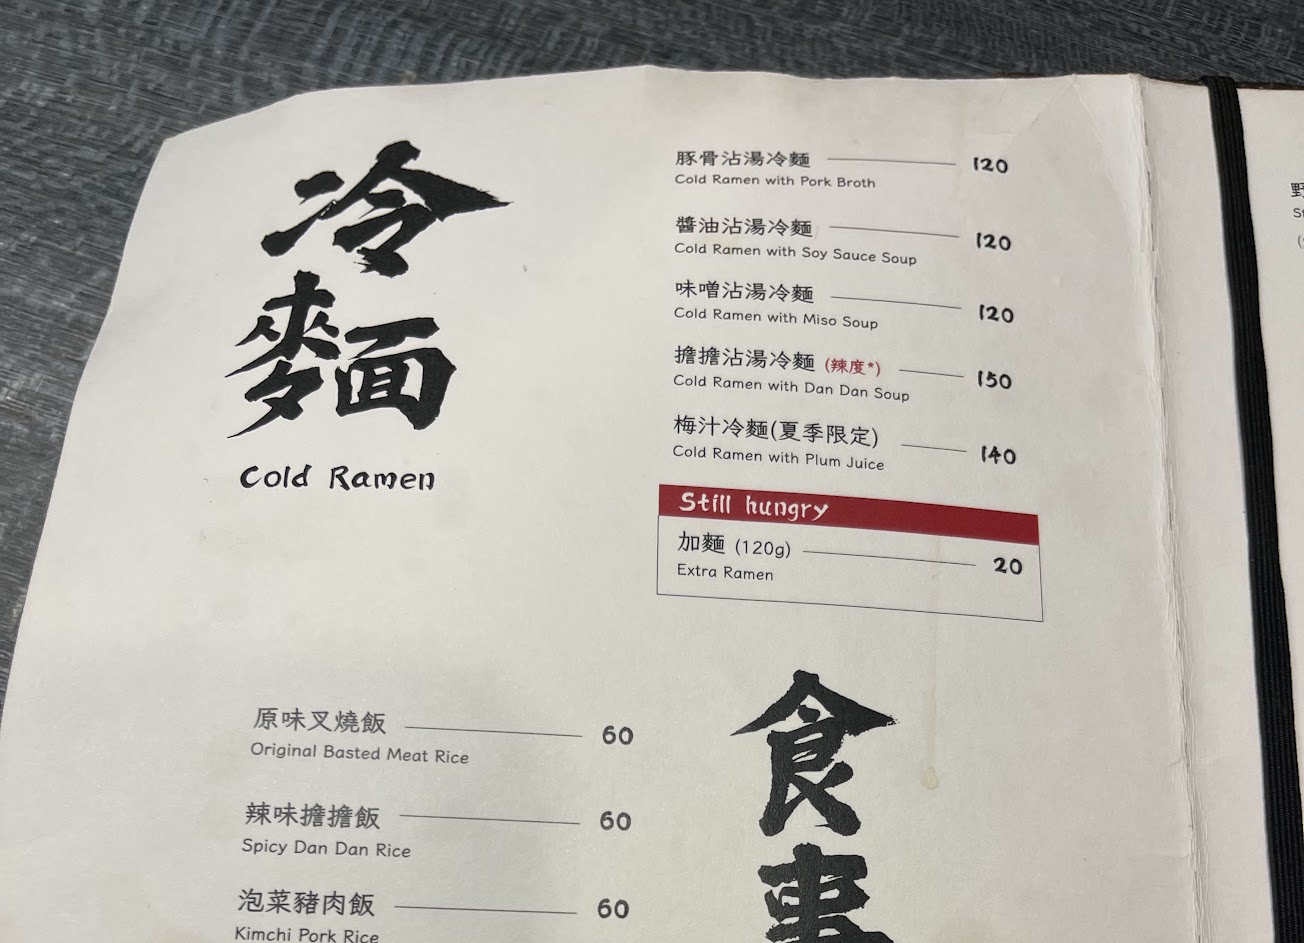 冷
麵
Cold Ramen
豚骨沾湯冷麵 120
Cold Ramen with Pork Broth
醬油沾湯冷麵 120
Cold Ramen with Soy Sauce Soup
味噌沾湯冷麵 120
Cold Ramen with Miso Soup
擔擔沾湯冷麵 (辣度*) 150
Cold Ramen with Dan Dan Soup
梅汁冷麵(夏季限定) 140
Cold Ramen with Plum Juice
Still hungry
加麵 (120g) 20
Extra Ramen
食
事
原味叉燒飯 60
Original Basted Meat Rice
辣味擔擔飯 60
Spicy Dan Dan Rice
泡菜豬肉飯 60
Kimchi Pork Rice
野